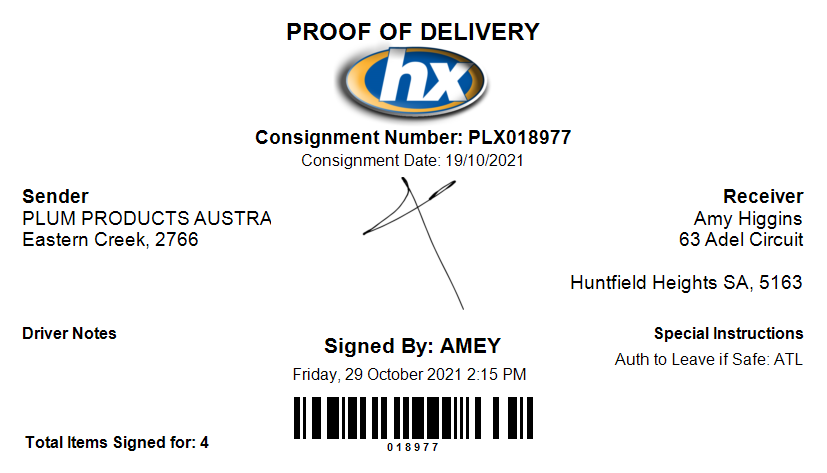 PROOF OF DELIVERY
hx
Consignment Number: PLX018977
Consignment Date: 19/10/2021
Sender
PLUM PRODUCTS AUSTRA
Eastern Creek, 2766
Receiver
Amy Higgins
63 Adel Circuit
Huntfield Heights SA, 5163
Driver Notes
Signed By: AMEY
Friday, 29 October 2021 2:15 PM
Special Instructions
Auth to Leave if Safe: ATL
Total Items Signed for: 4
018977